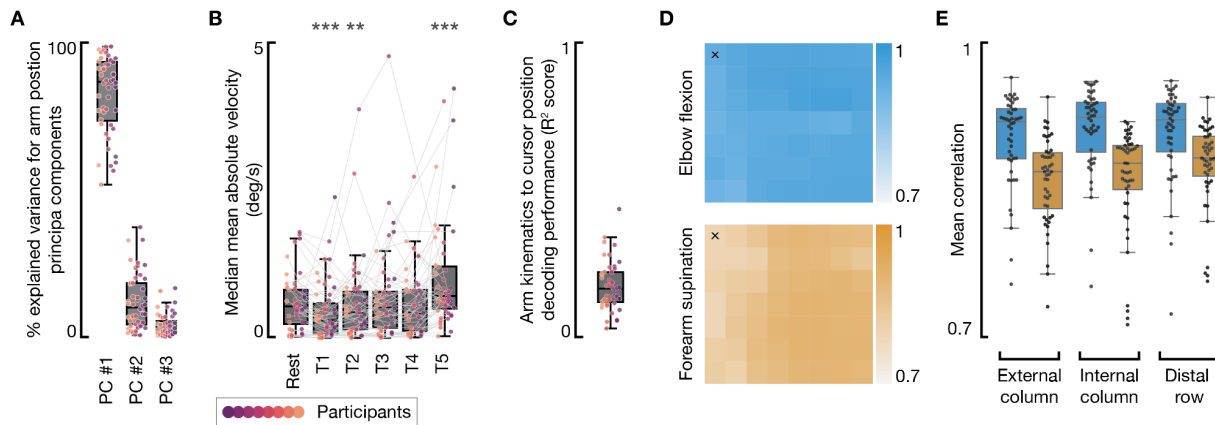 A
% explained variance for arm postion
principa components
100
0
PC #1
PC #2
PC #3
B
Median mean absolute velocity
(deg/s)
5
0
*** ** ***
Rest
T1
T2
T3
T4
T5
Participants
C
Arm kinematics to cursor position
decoding performance (R² score)
1
0
D
Elbow flexion
×
1
0.7
Forearm supination
×
1
0.7
E
Mean correlation
1
0.7
External
column
Internal
column
Distal
row